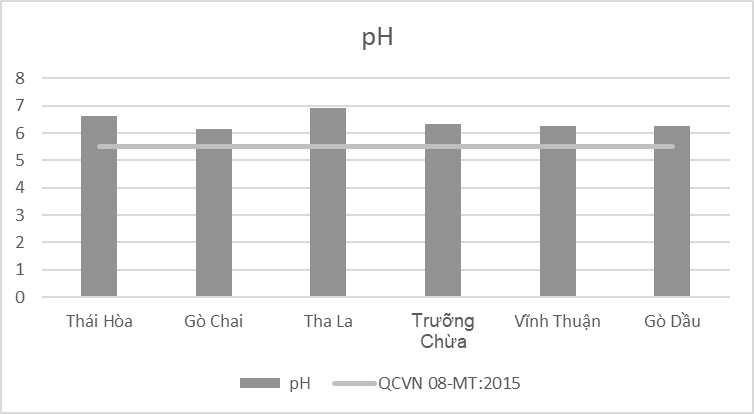 pH
8
7
6
5
4
3
2
1
0
Thái Hòa
Gò Chai
Tha La
Trưỡng
Chừa
Vĩnh Thuận
Gò Dầu
pH
QCVN 08-MT:2015